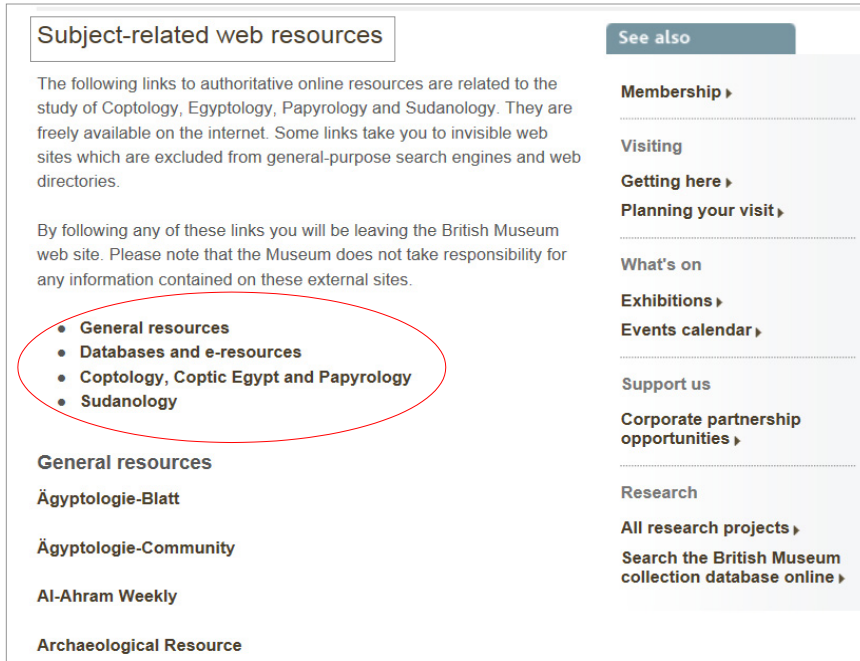 Subject-related web resources
The following links to authoritative online resources are related to the
study of Coptology, Egyptology, Papyrology and Sudanology. They are
freely available on the internet. Some links take you to invisible web
sites which are excluded from general-purpose search engines and web
directories.
By following any of these links you will be leaving the British Museum
web site. Please note that the Museum does not take responsibility for
any information contained on these external sites.
• General resources
• Databases and e-resources
• Coptology, Coptic Egypt and Papyrology
• Sudanology
General resources
Ägyptologie-Blatt
Ägyptologie-Community
Al-Ahram Weekly
Archaeological Resource
See also
Membership
Visiting
Getting here
Planning your visit
What's on
Exhibitions
Events calendar
Support us
Corporate partnership
opportunities
Research
All research projects
Search the British Museum
collection database online